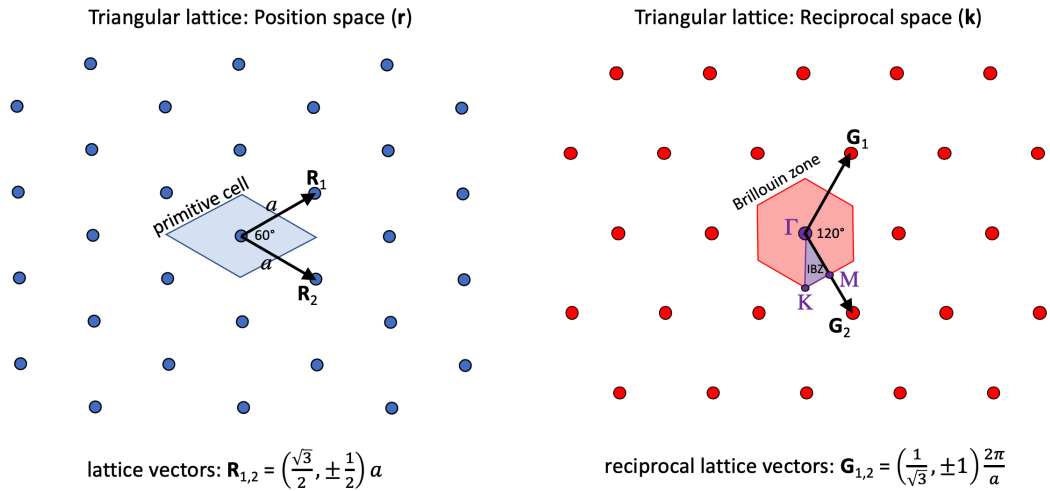 Triangular lattice: Position space (r)
Triangular lattice: Reciprocal space (k)
primitive cell
R₁
a
60°
a
R₂
Brillouin zone
G₁
Γ
120°
IBZ
M
K
G₂
lattice vectors: R₁,₂ = (√3/2, ± 1/2) a
reciprocal lattice vectors: G₁,₂ = (1/√3, ±1) 2π/a